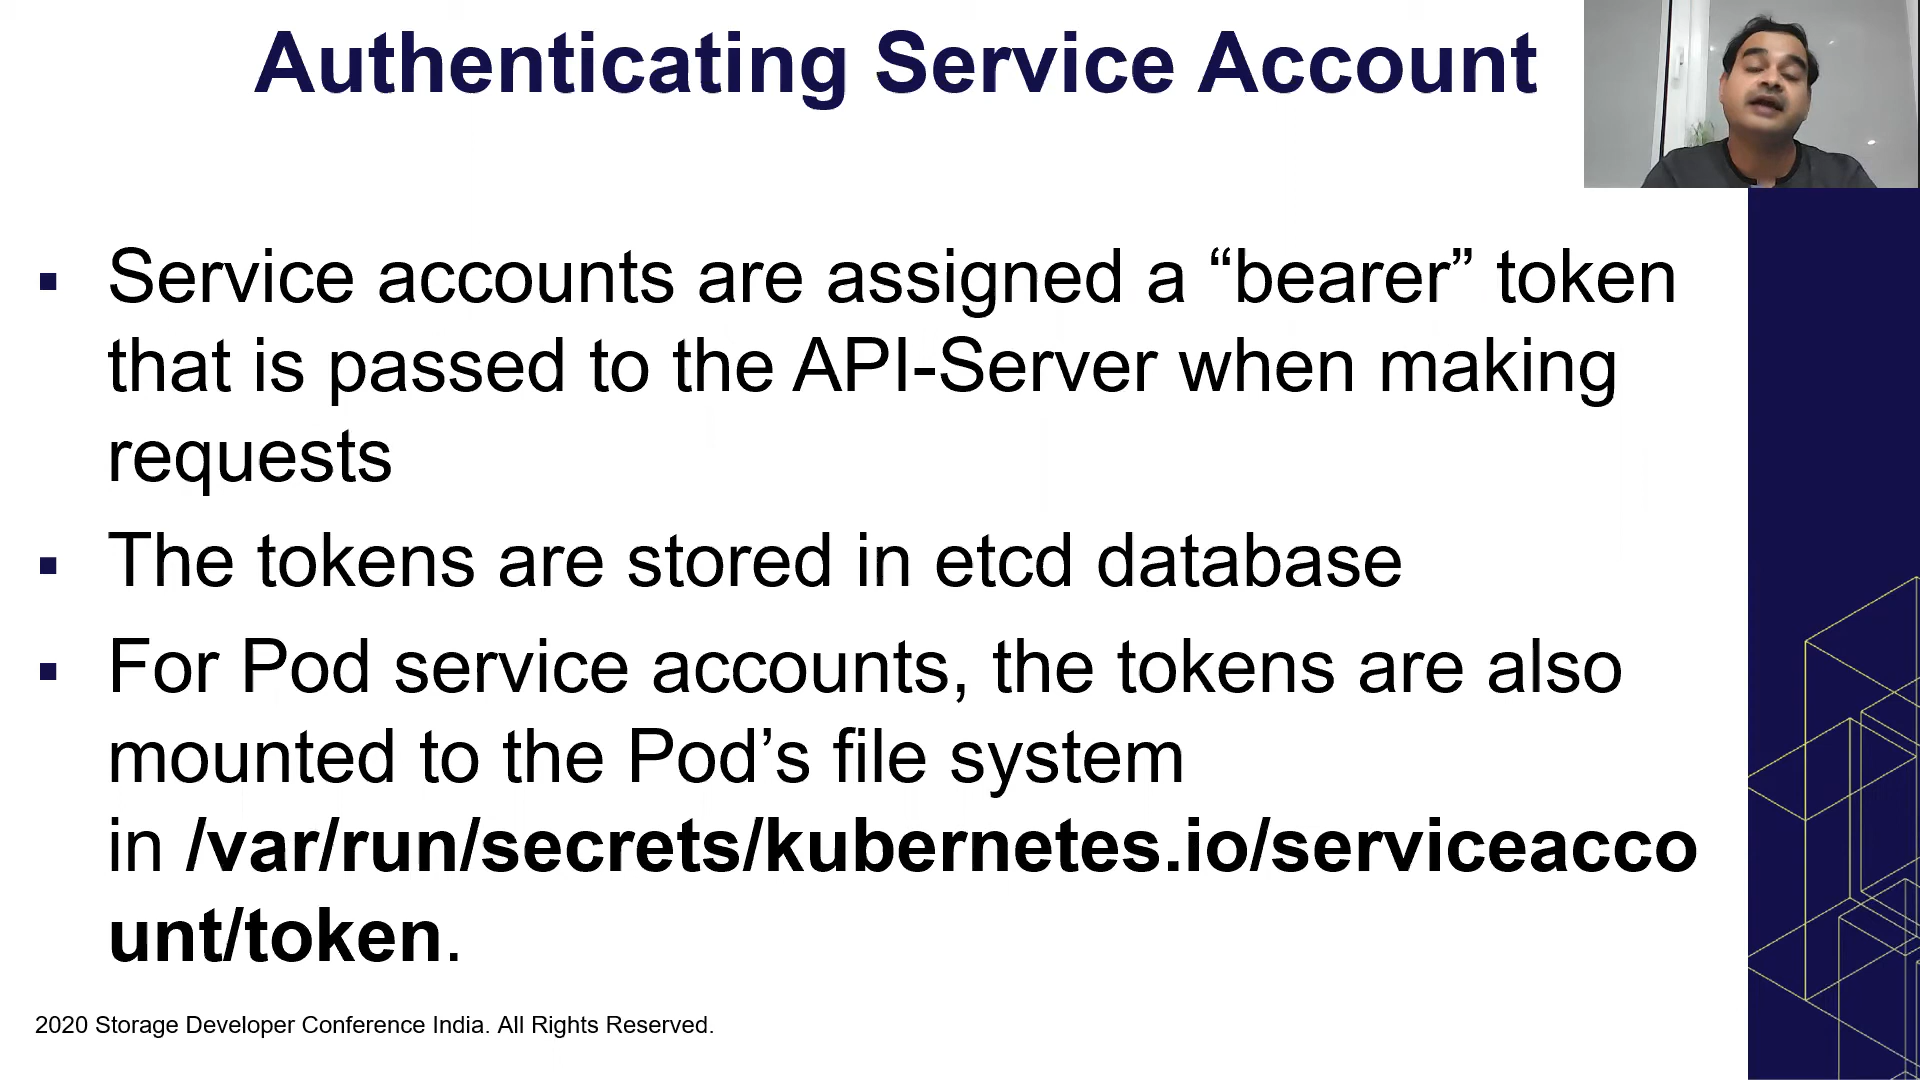 Authenticating Service Account
▪ Service accounts are assigned a “bearer” token
that is passed to the API-Server when making
requests
▪ The tokens are stored in etcd database
▪ For Pod service accounts, the tokens are also
mounted to the Pod’s file system
in /var/run/secrets/kubernetes.io/serviceacco
unt/token.
2020 Storage Developer Conference India. All Rights Reserved.